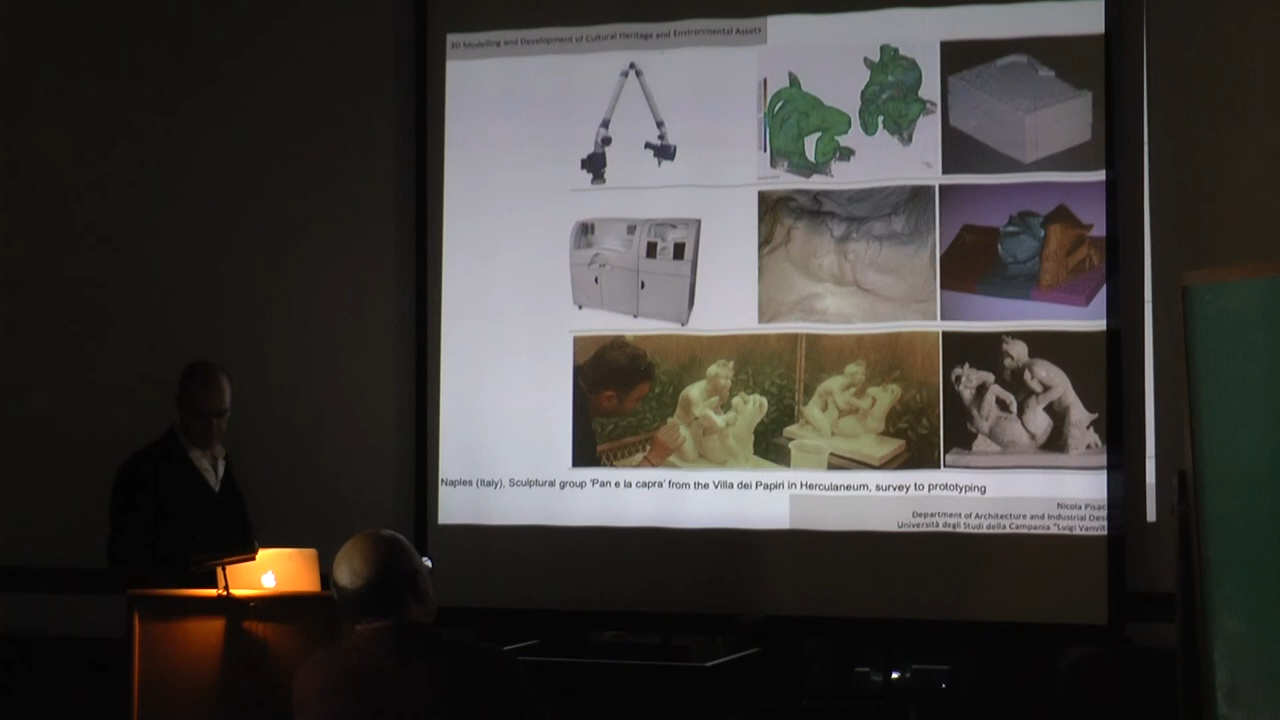 3D Modelling and Development of Cultural Heritage and Environmental Assets
Naples (Italy), Sculptural group 'Pan e la capra' from the Villa dei Papiri in Herculaneum, survey to prototyping
Nicola
Department of Architecture and Industrial
Università degli Studi della Campania "Luigi